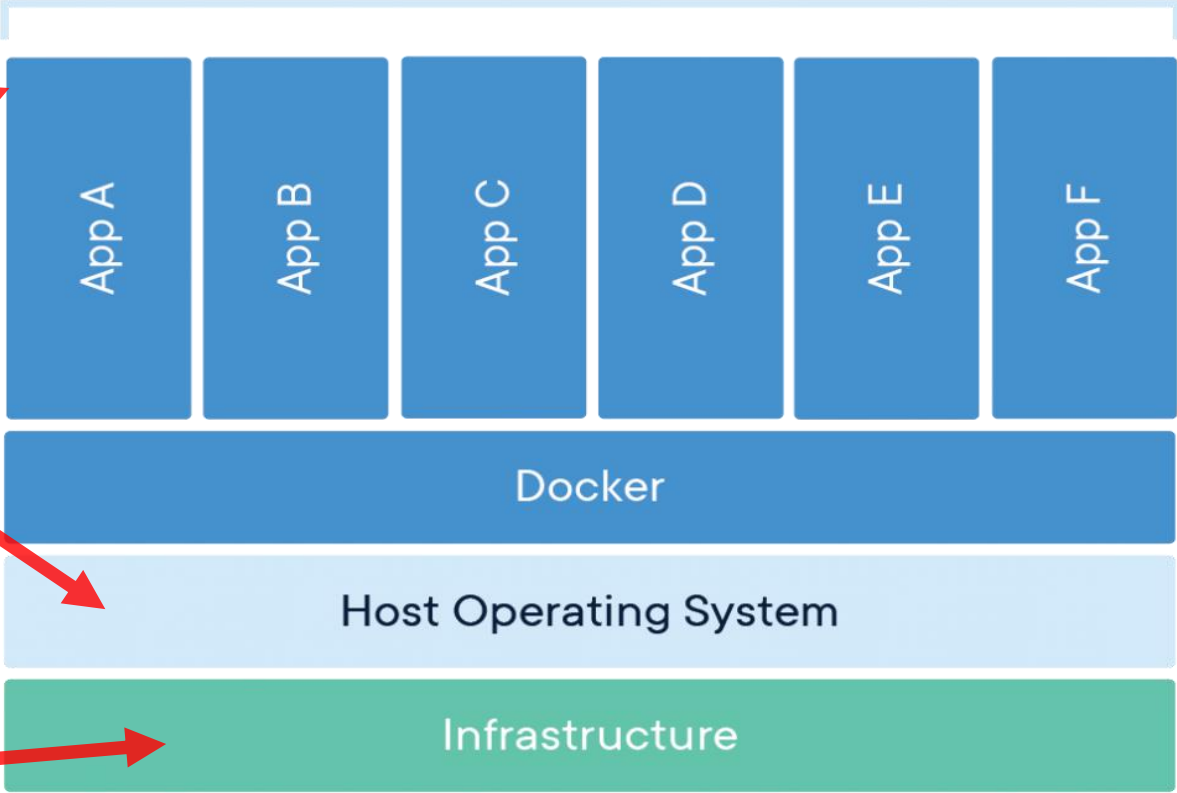 App A
App B
App C
App D
App E
App F
Docker
Host Operating System
Infrastructure